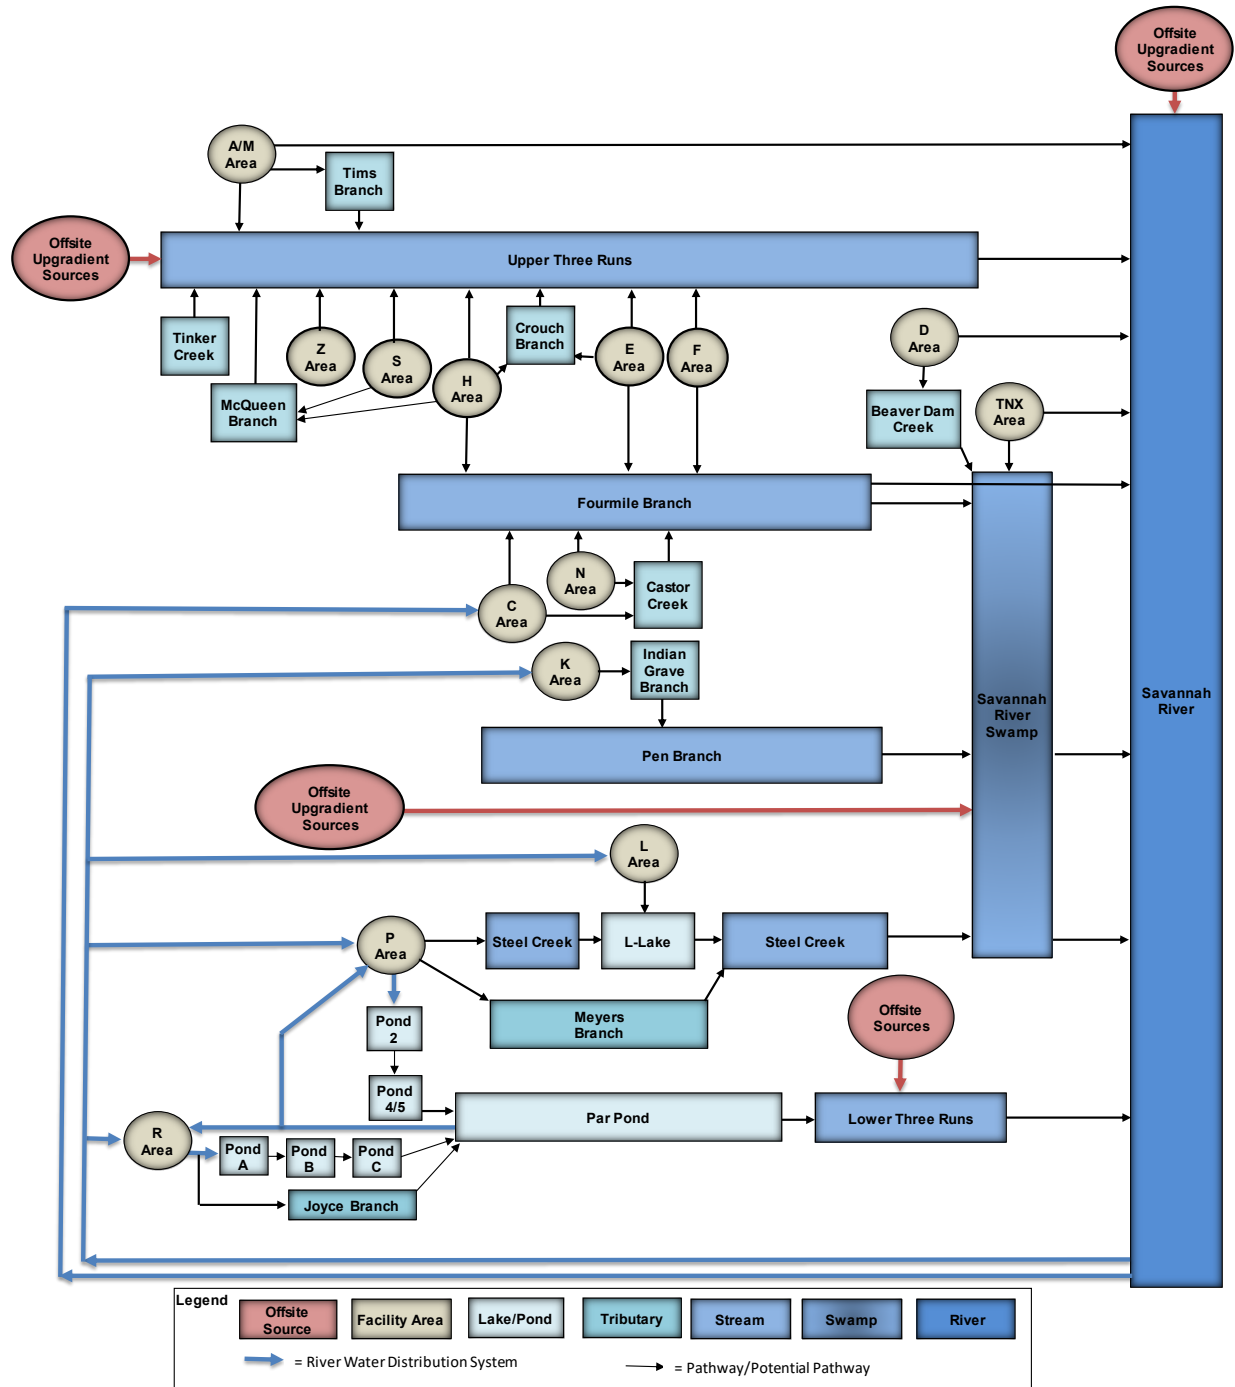 Offsite
Upgradient
Sources
A/M
Area
Tims
Branch
Offsite
Upgradient
Sources
Upper Three Runs
Tinker
Creek
McQueen
Branch
Z
Area
S
Area
H
Area
Crouch
Branch
E
Area
F
Area
D
Area
Beaver Dam
Creek
TNX
Area
Fourmile Branch
N
Area
C
Area
Castor
Creek
K
Area
Indian
Grave
Branch
Savannah
River
Swamp
Savannah
River
Pen Branch
Offsite
Upgradient
Sources
L
Area
P
Area
Steel Creek
L-Lake
Steel Creek
Meyers
Branch
Offsite
Sources
Pond
2
Pond
4/5
Par Pond
Lower Three Runs
R
Area
Pond
A
Pond
B
Pond
C
Joyce Branch
Legend
Offsite
Source
Facility Area
Lake/Pond
Tributary
Stream
Swamp
River
= River Water Distribution System
= Pathway/Potential Pathway